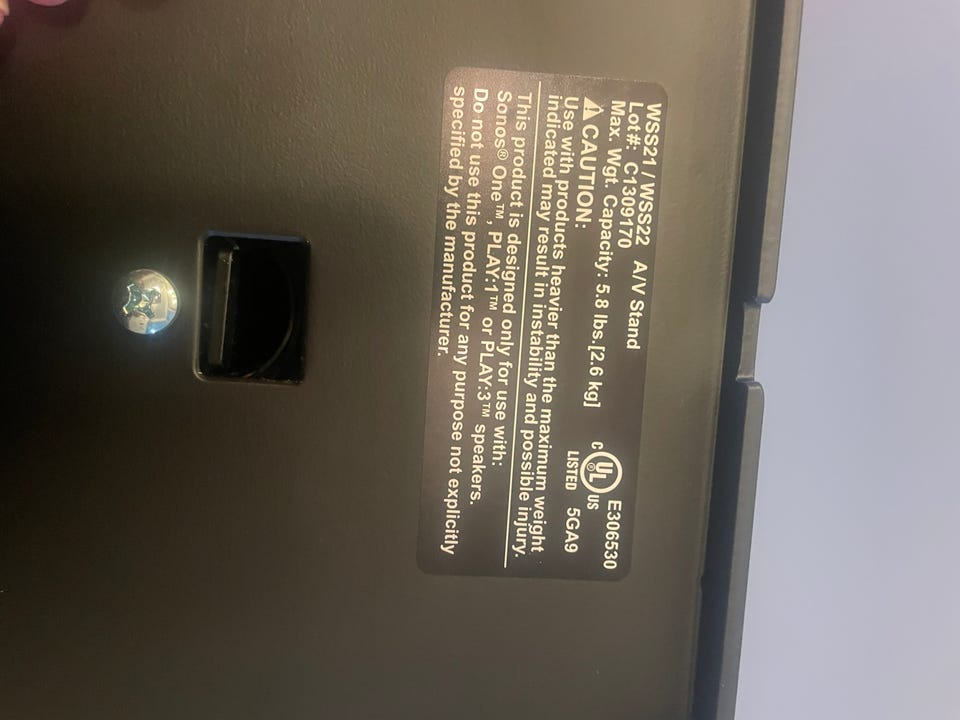 WSS21 / WSS22 A/V Stand
Lot#: C1309170
Max. Wgt. Capacity: 5.8 lbs.[2.6 kg]
E306530
C UL® US
LISTED 5GA9
⚠ CAUTION:
Use with products heavier than the maximum weight
indicated may result in instability and possible injury.
This product is designed only for use with:
Sonos® One™, PLAY:1™ or PLAY:3™ speakers.
Do not use this product for any purpose not explicitly
specified by the manufacturer.